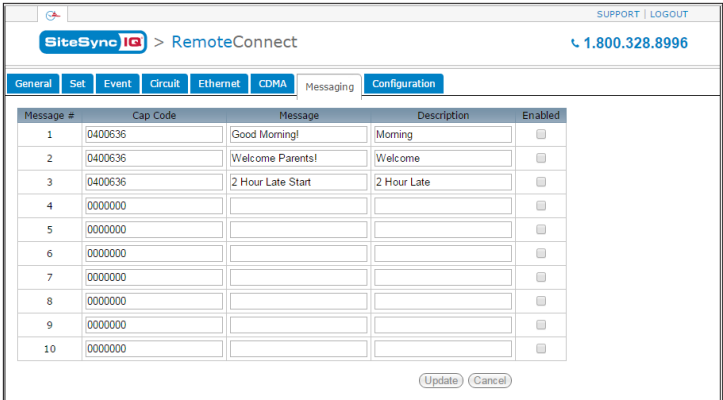 SUPPORT | LOGOUT
SiteSync IQ > RemoteConnect
1.800.328.8996
General Set Event Circuit Ethernet CDMA Messaging Configuration
Message # Cap Code Message Description Enabled
1 0400636 Good Morning! Morning
2 0400636 Welcome Parents! Welcome
3 0400636 2 Hour Late Start 2 Hour Late
4 0000000
5 0000000
6 0000000
7 0000000
8 0000000
9 0000000
10 0000000
Update Cancel